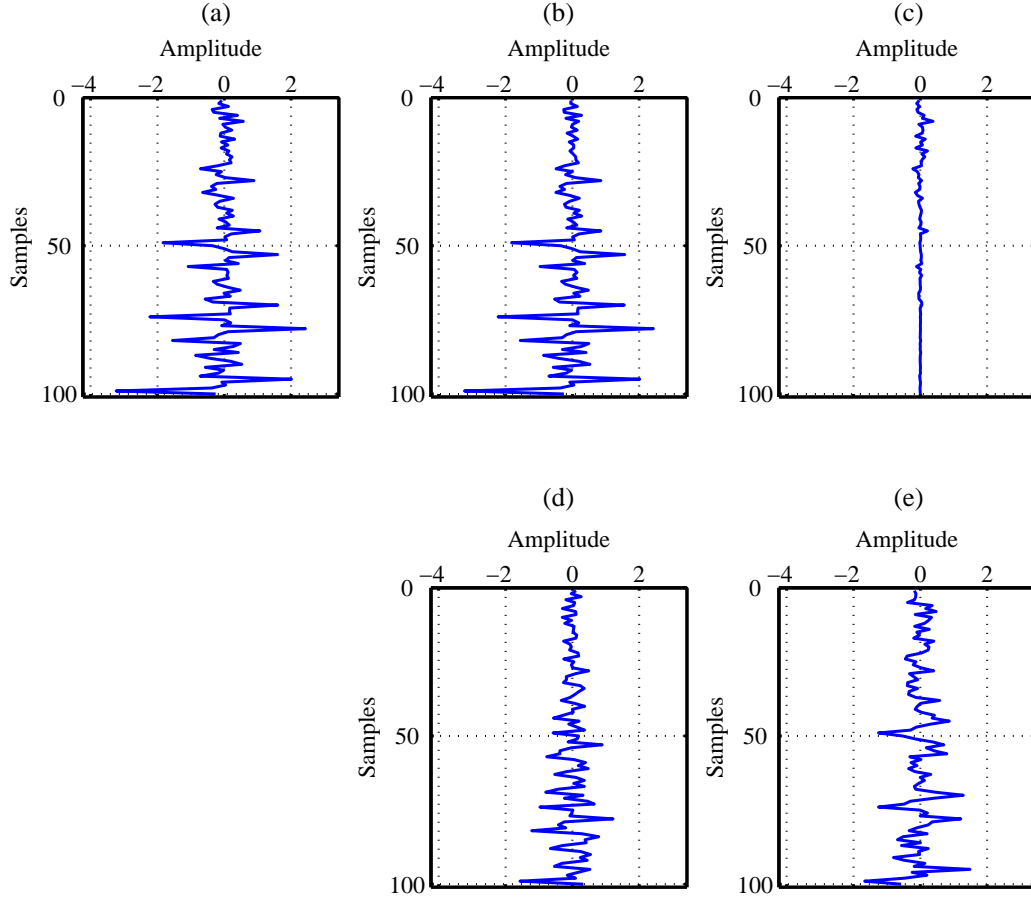 (a) (b) (c)
Amplitude Amplitude Amplitude
−4 −2 0 2 −4 −2 0 2 −4 −2 0 2
0 0 0
Samples Samples Samples
50 50 50
100 100 100
(d) (e)
Amplitude Amplitude
−4 −2 0 2 −4 −2 0 2
0 0
Samples Samples
50 50
100 100